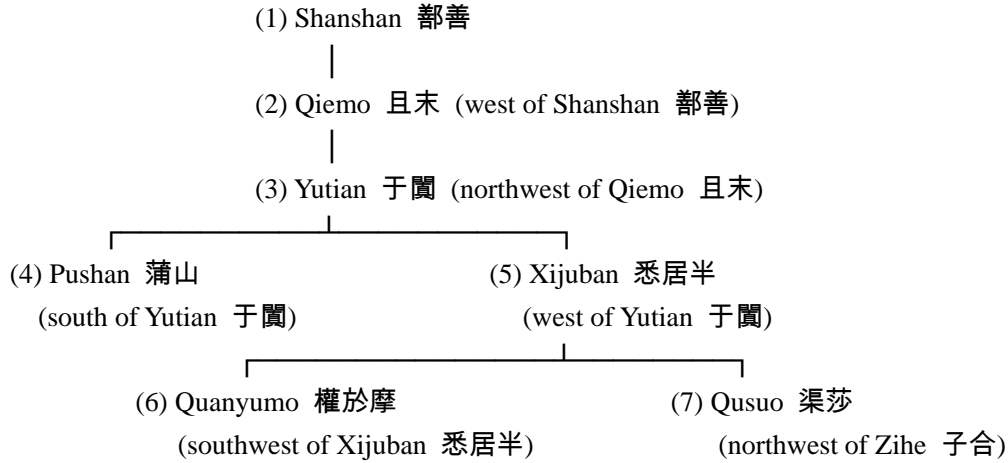 (1) Shanshan 鄯善
(2) Qiemo 且末 (west of Shanshan 鄯善)
(3) Yutian 于闐 (northwest of Qiemo 且末)
(4) Pushan 蒲山
(south of Yutian 于闐)
(5) Xijuban 悉居半
(west of Yutian 于闐)
(6) Quanyumo 權於摩
(southwest of Xijuban 悉居半)
(7) Qusuo 渠莎
(northwest of Zihe 子合)